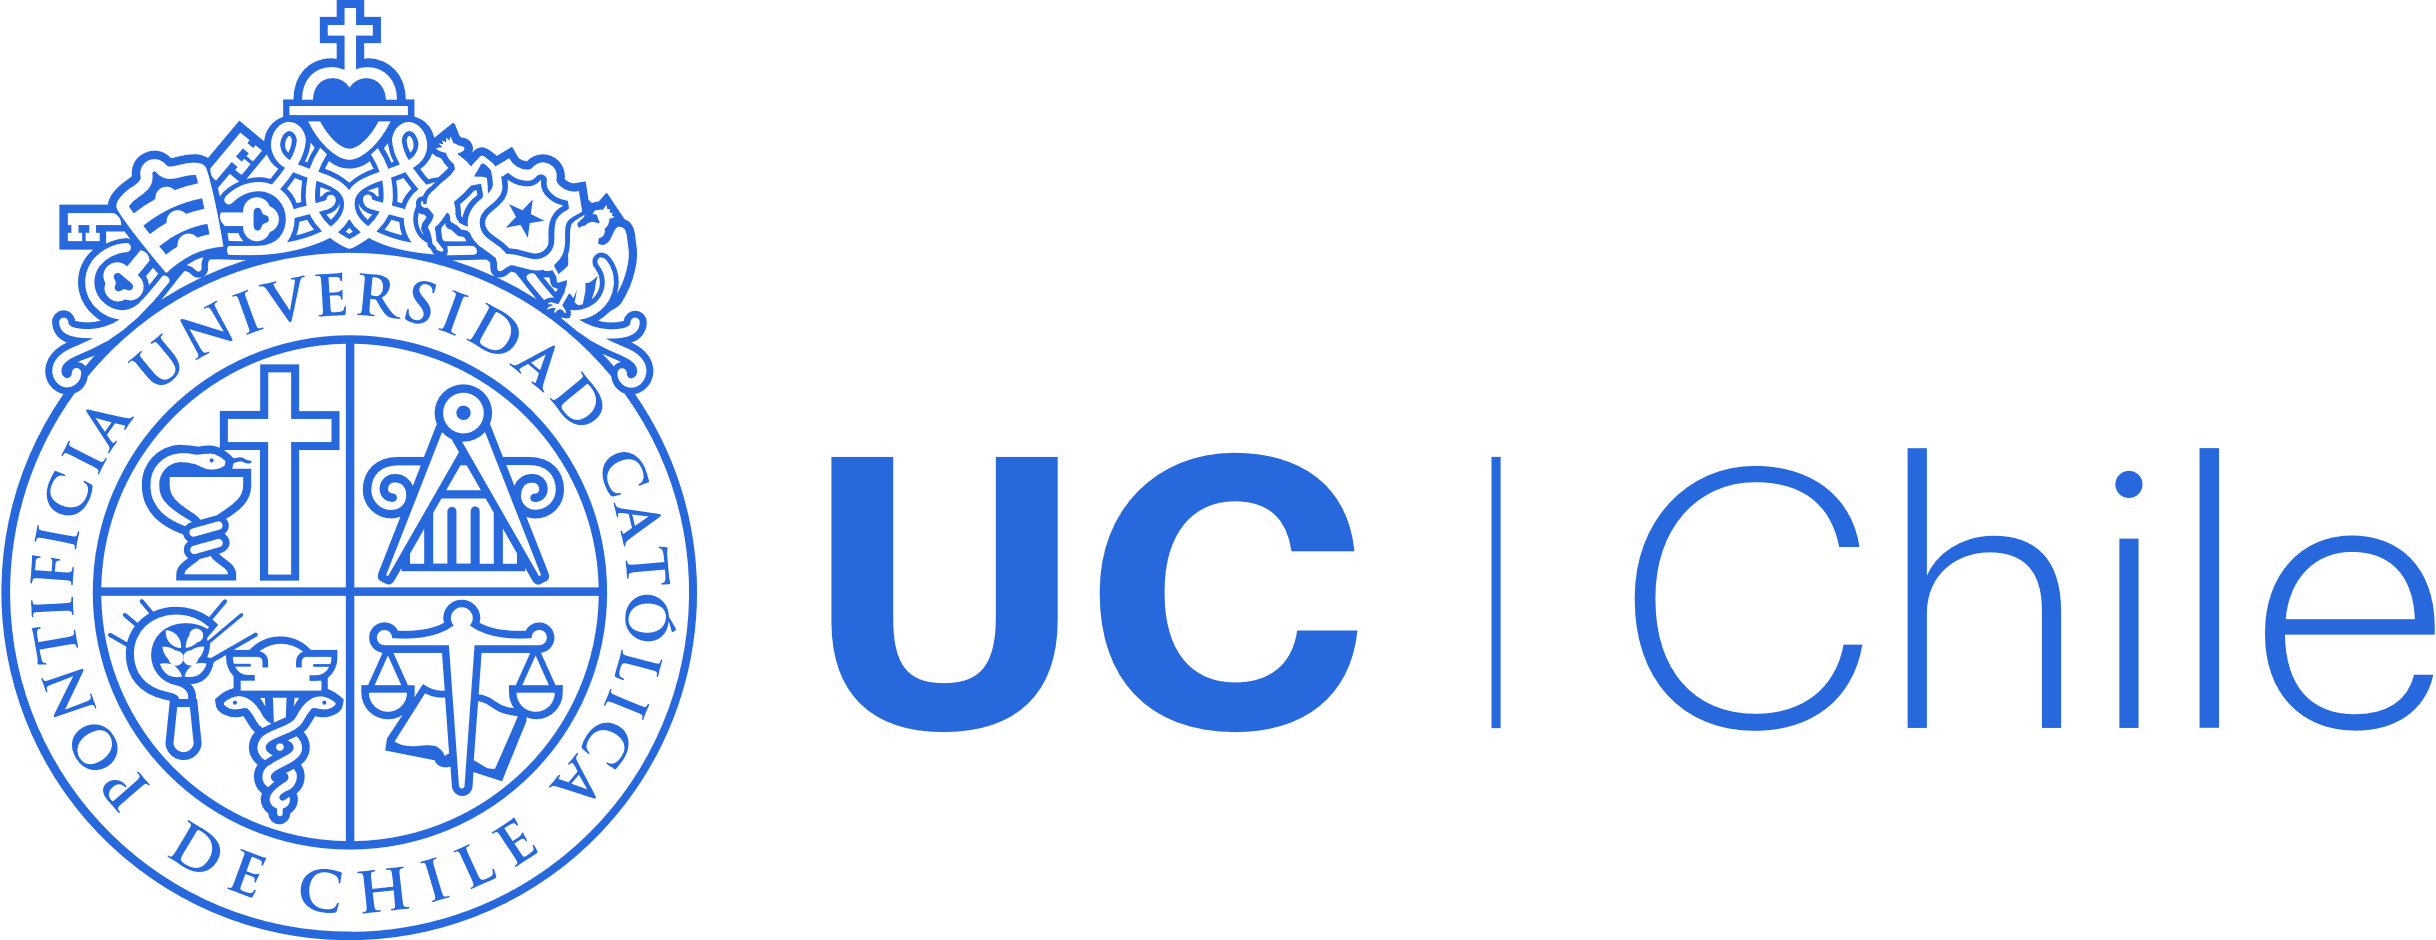 PONTIFICIA UNIVERSIDAD CATÓLICA
DE CHILE
UC | Chile